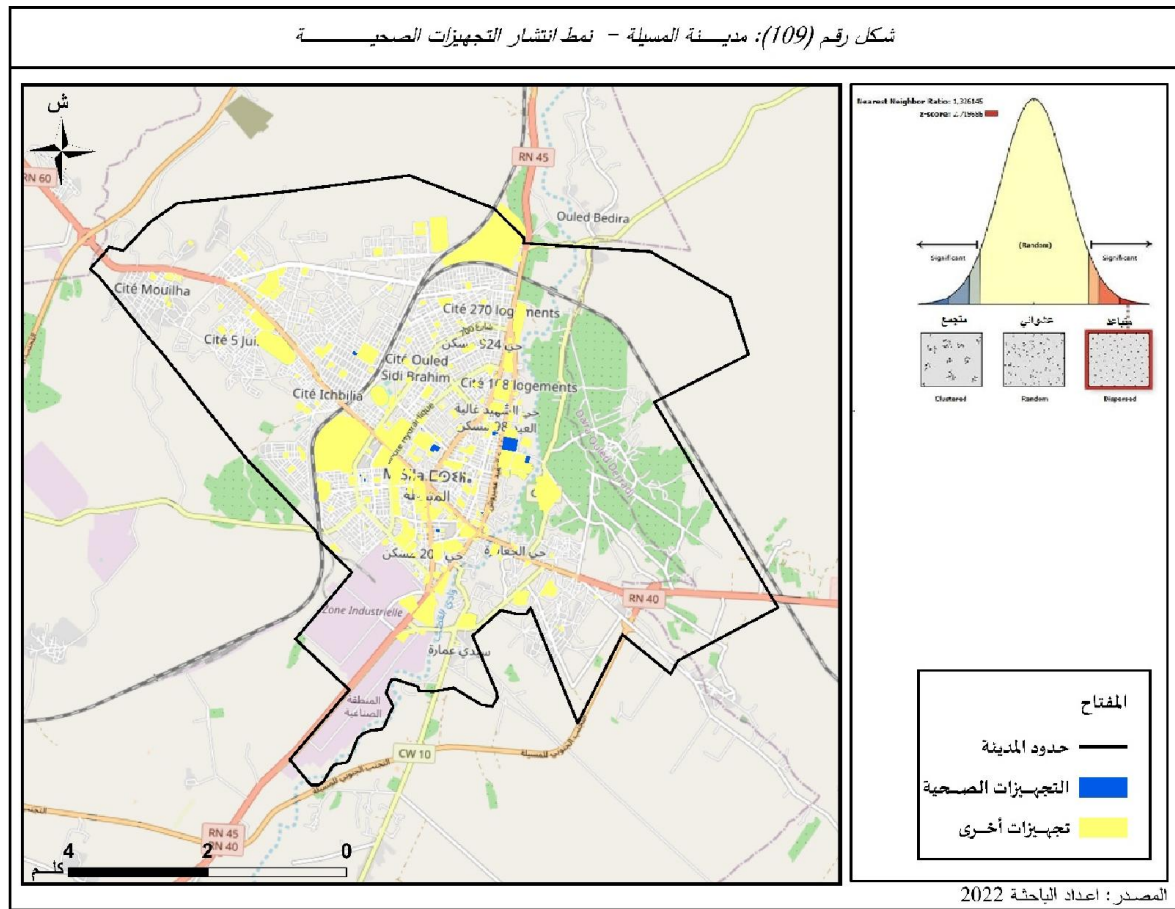 شكل رقم (109): مدينة المسيلة - نمط انتشار التجهيزات الصحية
ش
RN 45
RN 60
Ouled Bedira
Cité Mouilha
Cité 270 logements
Cité 5 Jui
Cité Ouled
Sidi Brahim
Cité 108 logements
Cité Ichbilia
حي الشهيد غالية
حي الجعافرة
RN 40
Zone Industrielle
سيدي عمارة
المنطقة
الصناعية
CW 10
RN 45
RN 40
4 2 0
كلم
Nearest Neighbor Ratio:
z-score:
(Random)
Significant
Significant
متجمع
عشوائي
متباعد
Clustered
Random
Dispersed
المفتاح
حدود المدينة
التجهيزات الصحية
تجهيزات أخرى
المصدر: اعداد الباحثة 2022